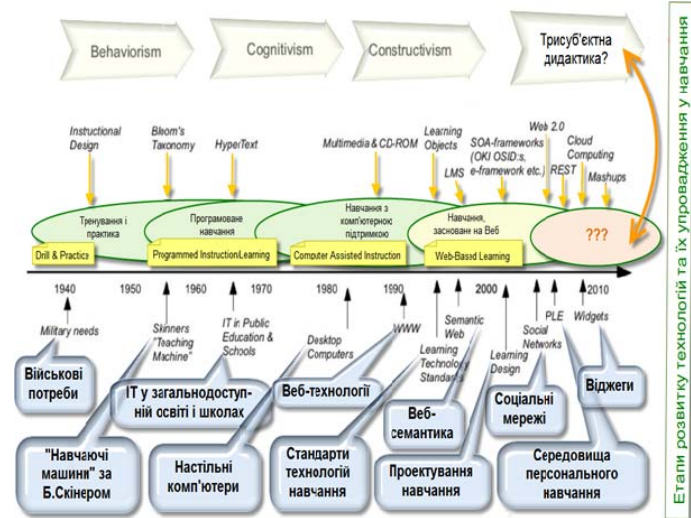 Behaviorism
Cognitivism
Constructivism
Трисуб'єктна
дидактика?
Instructional
Design
Bloom's
Taxonomy
HyperText
Multimedia & CD-ROM
Learning
Objects
LMS
SOA-frameworks
(OKI OSID:s,
e-framework etc.)
Web 2.0
REST
Cloud
Computing
Mashups
Тренування і
практика
Програмоване
навчання
Навчання з
комп'ютерною
підтримкою
Навчання,
засноване на Веб
???
Drill & Practice
Programmed Instruction/Learning
Computer Assisted Instruction
Web-Based Learning
1940
1950
1960
1970
1980
1990
2000
2010
Military needs
Skinners
"Teaching
Machine"
IT in Public
Education &
Schools
Desktop
Computers
WWW
Learning
Technology
Standards
Semantic
Web
Learning
Design
Social
Networks
PLE
Widgets
Військові
потреби
ІТ у загальнодоступ-
ній освіті і школах
Веб-технології
Веб-
семантика
Соціальні
мережі
Віджети
"Навчаючі
машини" за
Б.Скінером
Настільні
комп'ютери
Стандарти
технологій
навчання
Проектування
навчання
Середовища
персонального
навчання
Етапи розвитку технологій та їх упровадження у навчання